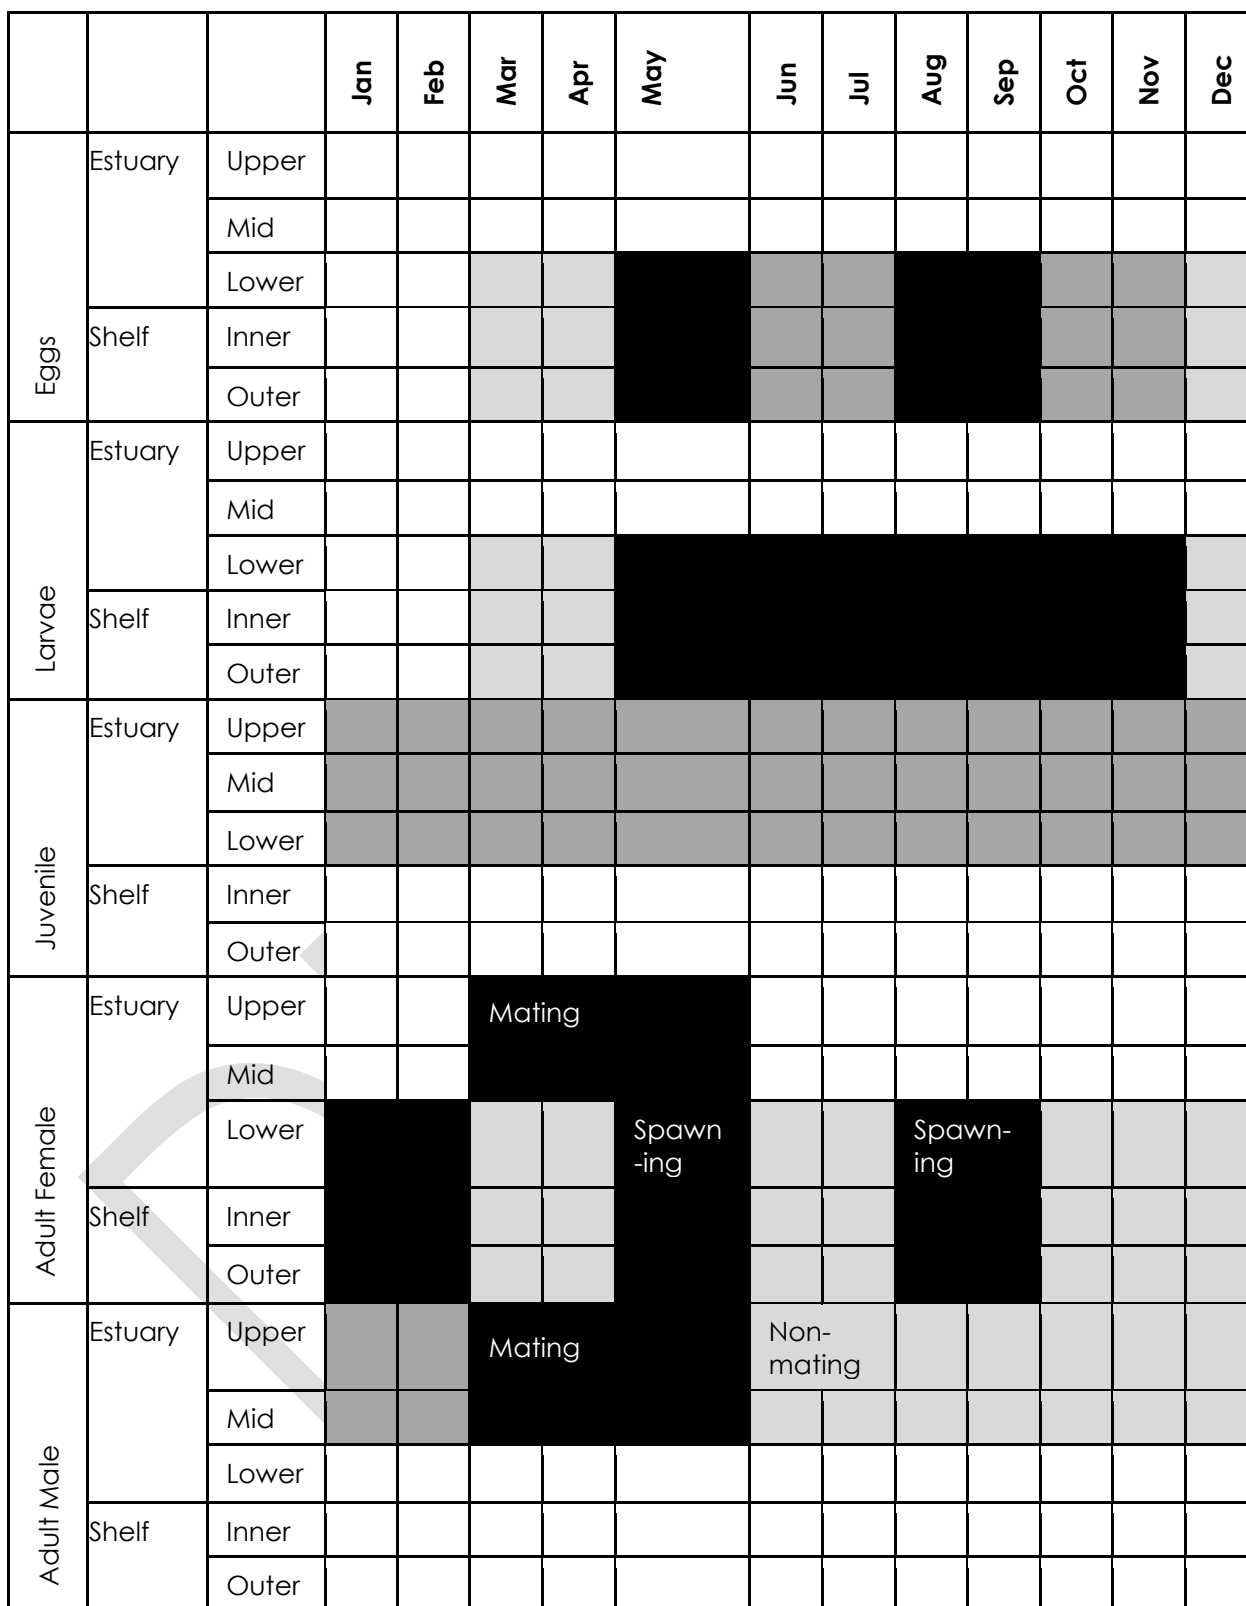 Jan Feb Mar Apr May Jun Jul Aug Sep Oct Nov Dec
Eggs
Estuary Upper
Mid
Lower
Shelf Inner
Outer
Larvae
Estuary Upper
Mid
Lower
Shelf Inner
Outer
Juvenile
Estuary Upper
Mid
Lower
Shelf Inner
Outer
Adult Female
Estuary Upper Mating
Mid
Lower Spawn Spawn-
-ing ing
Shelf Inner
Outer
Adult Male
Estuary Upper Mating Non-
mating
Mid
Lower
Shelf Inner
Outer